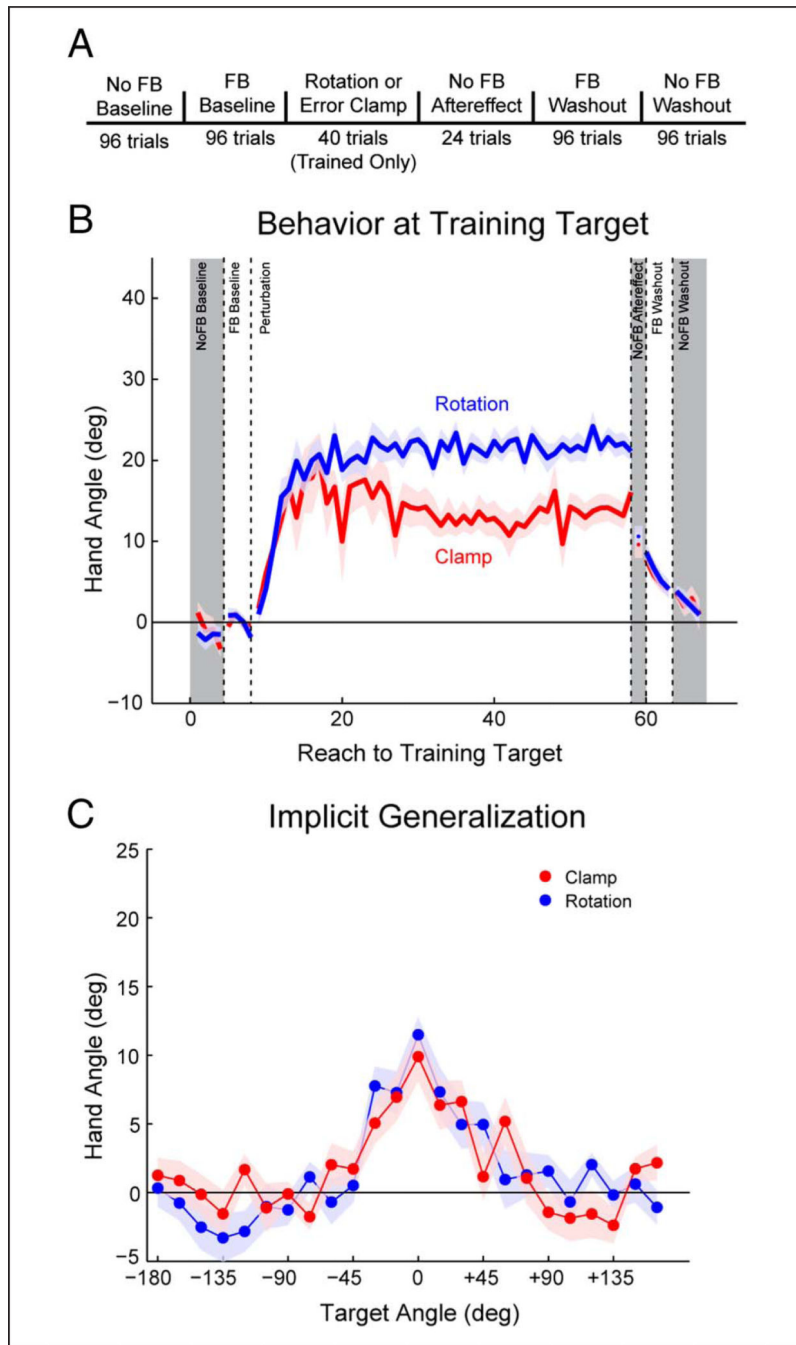 A
No FB Baseline
FB Baseline
Rotation or Error Clamp
No FB Aftereffect
FB Washout
No FB Washout
96 trials
96 trials
40 trials (Trained Only)
24 trials
96 trials
96 trials
B
Behavior at Training Target
NoFB Baseline
FB Baseline
Perturbation
NoFB Aftereffect
FB Washout
NoFB Washout
Rotation
Clamp
Hand Angle (deg)
40
30
20
10
0
−10
0
20
40
60
Reach to Training Target
C
Implicit Generalization
Clamp
Rotation
Hand Angle (deg)
25
20
15
10
5
0
−5
−180
−135
−90
−45
0
+45
+90
+135
Target Angle (deg)